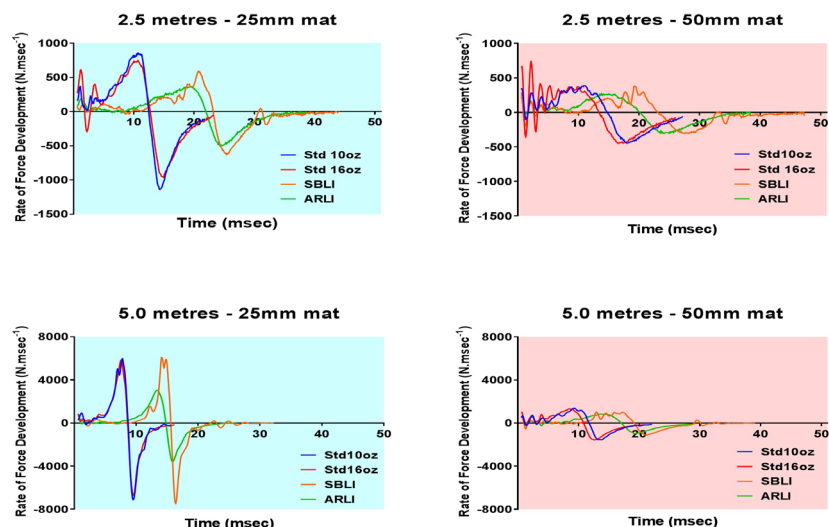 2.5 metres - 25mm mat
Rate of Force Development (N.msec⁻¹)
1000
500
0
-500
-1000
-1500
10
20
30
40
50
Std 10oz
Std 16oz
SBLI
ARLI
Time (msec)
2.5 metres - 50mm mat
Rate of Force Development (N.msec⁻¹)
1000
500
0
-500
-1000
-1500
10
20
30
40
50
Std10oz
Std 16oz
SBLI
ARLI
Time (msec)
5.0 metres - 25mm mat
Rate of Force Development (N.msec⁻¹)
8000
4000
0
-4000
-8000
10
20
30
40
50
Std10oz
Std16oz
SBLI
ARLI
Time (msec)
5.0 metres - 50mm mat
Rate of Force Development (N.msec⁻¹)
8000
4000
0
-4000
-8000
10
20
30
40
50
Std10oz
Std16oz
SBLI
ARLI
Time (msec)